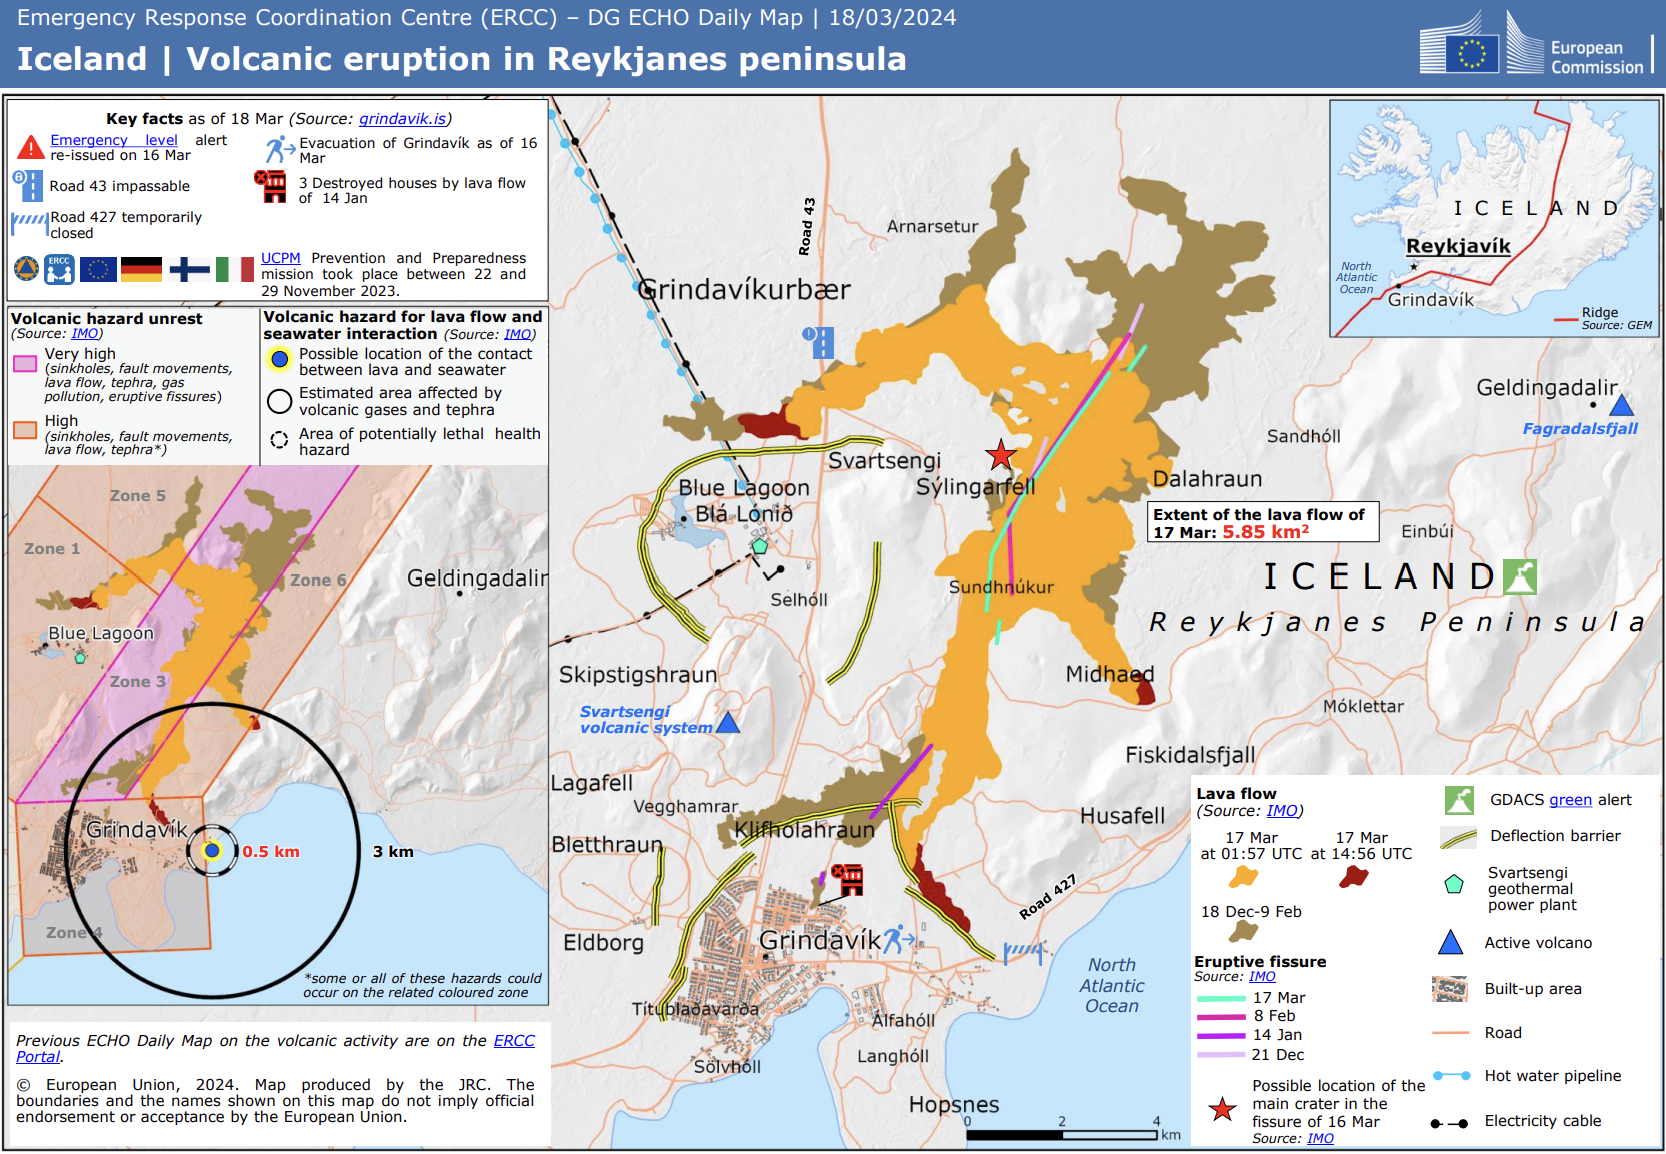 Emergency Response Coordination Centre (ERCC) – DG ECHO Daily Map | 18/03/2024
Iceland | Volcanic eruption in Reykjanes peninsula
European
Commission
Key facts as of 18 Mar (Source: grindavik.is)
Emergency level alert
re-issued on 16 Mar
Evacuation of Grindavík as of 16
Mar
Road 43 impassable
3 Destroyed houses by lava flow
of 14 Jan
Road 427 temporarily
closed
ERCC
UCPM Prevention and Preparedness
mission took place between 22 and
29 November 2023.
Volcanic hazard unrest
(Source: IMO)
Very high
(sinkholes, fault movements,
lava flow, tephra, gas
pollution, eruptive fissures)
High
(sinkholes, fault movements,
lava flow, tephra*)
Volcanic hazard for lava flow and
seawater interaction (Source: IMO)
Possible location of the contact
between lava and seawater
Estimated area affected by
volcanic gases and tephra
Area of potentially lethal health
hazard
Zone 5
Zone 1
Zone 6
Geldingadalir
Blue Lagoon
Zone 3
Grindavík
0.5 km
3 km
Zone 4
*some or all of these hazards could
occur on the related coloured zone
Previous ECHO Daily Map on the volcanic activity are on the ERCC
Portal.
© European Union, 2024. Map produced by the JRC. The
boundaries and the names shown on this map do not imply official
endorsement or acceptance by the European Union.
Road 43
Arnarsetur
Grindavíkurbær
Svartsengi
Sýlingarfell
Blue Lagoon
Blá Lónið
Dalahraun
Sandhóll
Geldingadalir
Fagradalsfjall
Extent of the lava flow of
17 Mar: 5.85 km²
Einbúi
ICELAND
Reykjanes Peninsula
Selhóll
Sundhnúkur
Skipstigshraun
Midhaed
Svartsengi
volcanic system
Móklettar
Fiskidalsfjall
Lagafell
Vegghamrar
Husafell
Klifhólahraun
Bletthraun
Road 427
Eldborg
Grindavík
North
Atlantic
Ocean
Títublaðavarða
Álfahóll
Langhóll
Sölvhóll
Hopsnes
0
2
4
km
ICELAND
Reykjavík
North
Atlantic
Ocean
Grindavík
Ridge
Source: GEM
Lava flow
(Source: IMO)
17 Mar
at 01:57 UTC
17 Mar
at 14:56 UTC
18 Dec-9 Feb
Eruptive fissure
Source: IMO
17 Mar
8 Feb
14 Jan
21 Dec
Possible location of the
main crater in the
fissure of 16 Mar
Source: IMO
GDACS green alert
Deflection barrier
Svartsengi
geothermal
power plant
Active volcano
Built-up area
Road
Hot water pipeline
Electricity cable